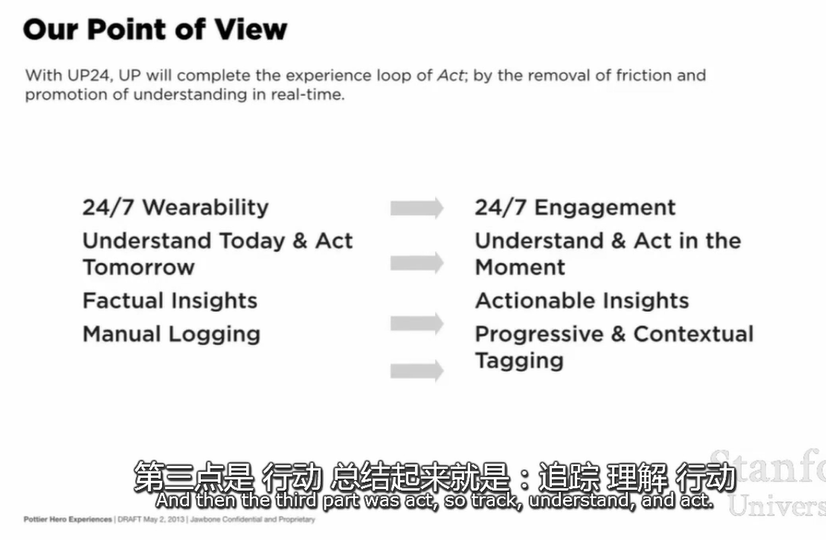 Our Point of View
With UP24, UP will complete the experience loop of Act; by the removal of friction and
promotion of understanding in real-time.
24/7 Wearability
24/7 Engagement
Understand Today & Act
Tomorrow
Understand & Act in the
Moment
Factual Insights
Actionable Insights
Manual Logging
Progressive & Contextual
Tagging
第三点是 行动 总结起来就是：追踪 理解 行动
And then the third part was act, so track, understand, and act.
Pottier Hero Experiences | DRAFT May 2, 2013 | Jawbone Confidential and Proprietary